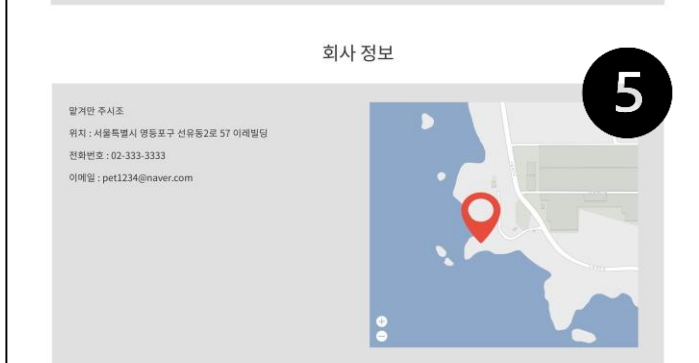 회사 정보
5
맡겨만 주시조
위치 : 서울특별시 영등포구 선유동2로 57 이레빌딩
전화번호 : 02-333-3333
이메일 : pet1234@naver.com